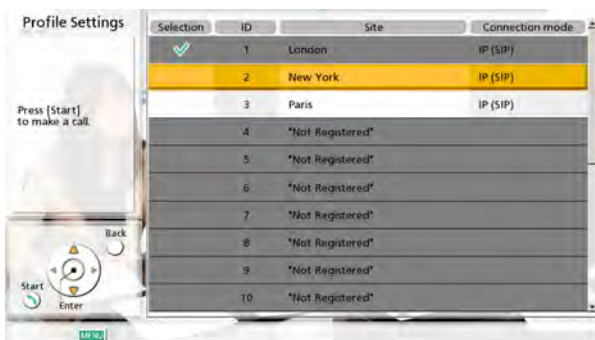 Profile Settings
Selection ID Site Connection mode
1 London IP (SIP)
2 New York IP (SIP)
3 Paris IP (SIP)
4 "Not Registered"
5 "Not Registered"
6 "Not Registered"
7 "Not Registered"
8 "Not Registered"
9 "Not Registered"
10 "Not Registered"
Press [Start]
to make a call.
Back
Start
Enter
MENU